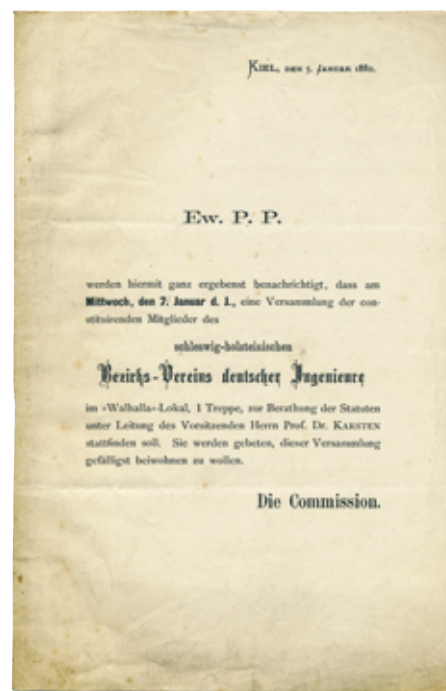 KIEL, DEN 5. JANUAR 1880.
Ew. P. P.
werden hiermit ganz ergebenst benachrichtigt, dass am
Mittwoch, den 7. Januar d. J., eine Versammlung der con-
stituirenden Mitglieder des
schleswig-holsteinischen
Bezirks-Vereins deutscher Ingenieure
im »Walhalla«-Lokal, 1 Treppe, zur Berathung der Statuten
unter Leitung des Vorsitzenden Herrn Prof. Dr. KARSTEN
stattfinden soll. Sie werden gebeten, dieser Versammlung
gefälligst beiwohnen zu wollen.
Die Commission.